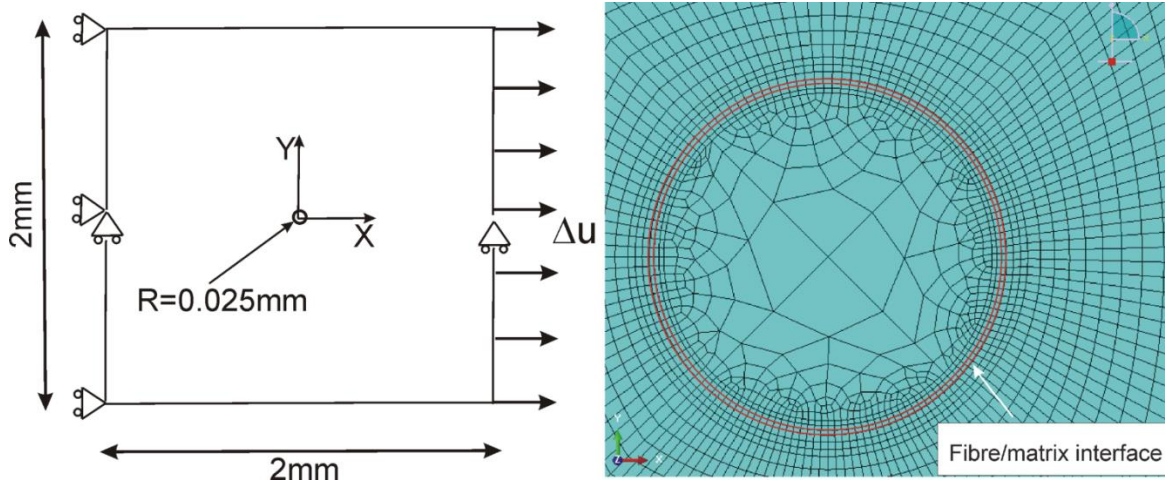 2mm
Y
X
R=0.025mm
Δu
2mm
Y
X
Z
Fibre/matrix interface